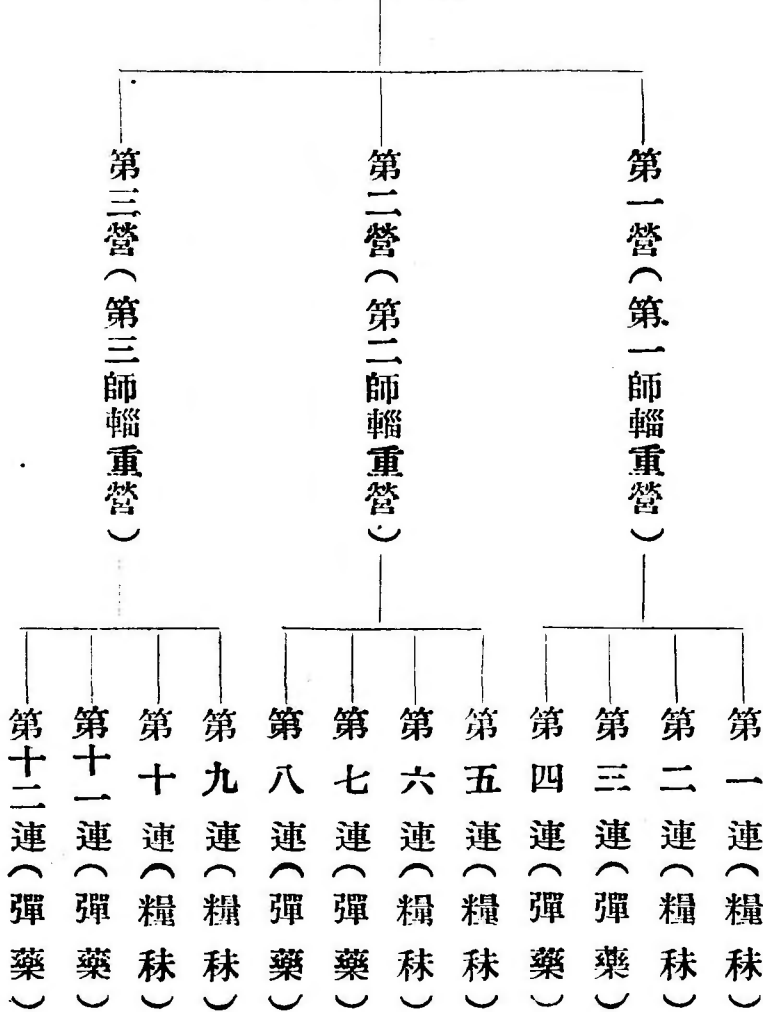 第一營（第一師輜重營）
第二營（第二師輜重營）
第三營（第三師輜重營）
第一連（糧秣）
第二連（糧秣）
第三連（彈藥）
第四連（彈藥）
第五連（糧秣）
第六連（糧秣）
第七連（彈藥）
第八連（彈藥）
第九連（糧秣）
第十連（糧秣）
第十一連（彈藥）
第十二連（彈藥）